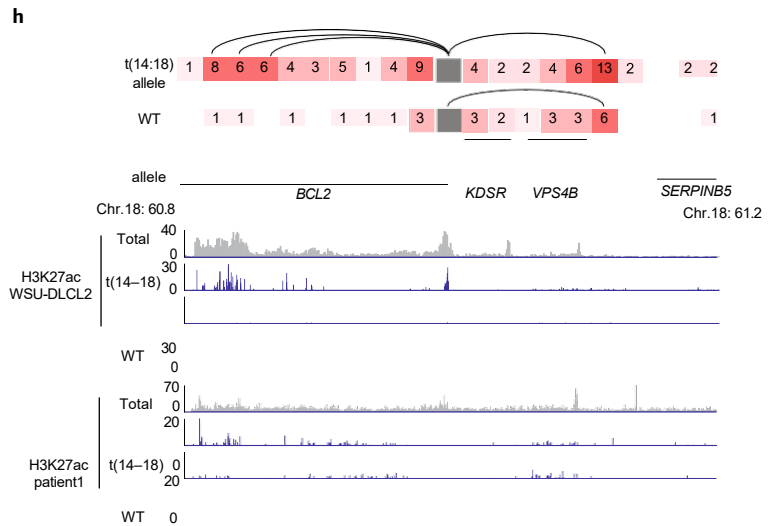 h
t(14:18) allele 1 8 6 6 4 3 5 1 4 9 4 2 2 4 6 13 2 2 2
WT 1 1 1 1 1 1 3 3 2 1 3 3 6 1
allele
BCL2 KDSR VPS4B SERPINB5
Chr.18: 60.8 Chr.18: 61.2
Total 40 0
H3K27ac WSU-DLCL2
t(14–18) 30 0
WT 30 0
Total 70 0
20
H3K27ac patient1
t(14–18) 0
20
WT 0